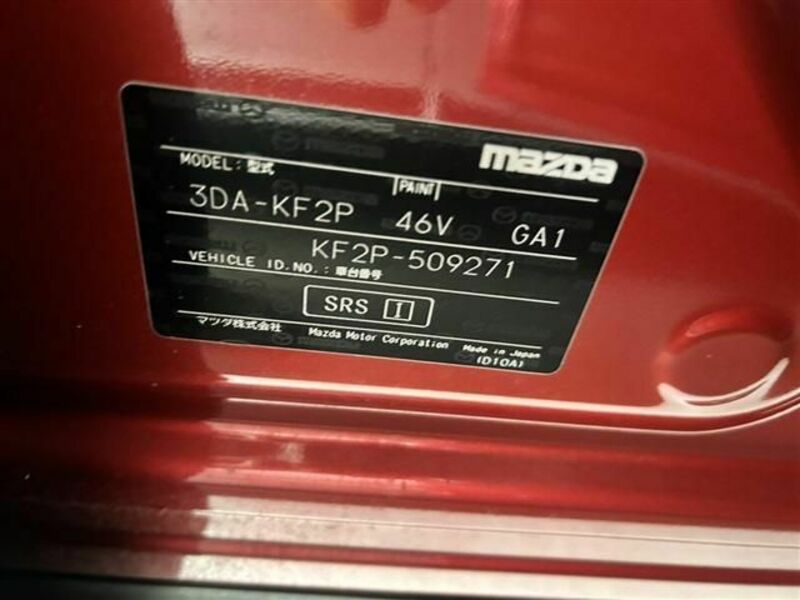 mazda
MODEL : 型式
PAINT
3DA-KF2P 46V GA1
KF2P-509271
VEHICLE ID.NO. : 車台番号
SRS I
マツダ株式会社 Mazda Motor Corporation Made in Japan
(D10A)